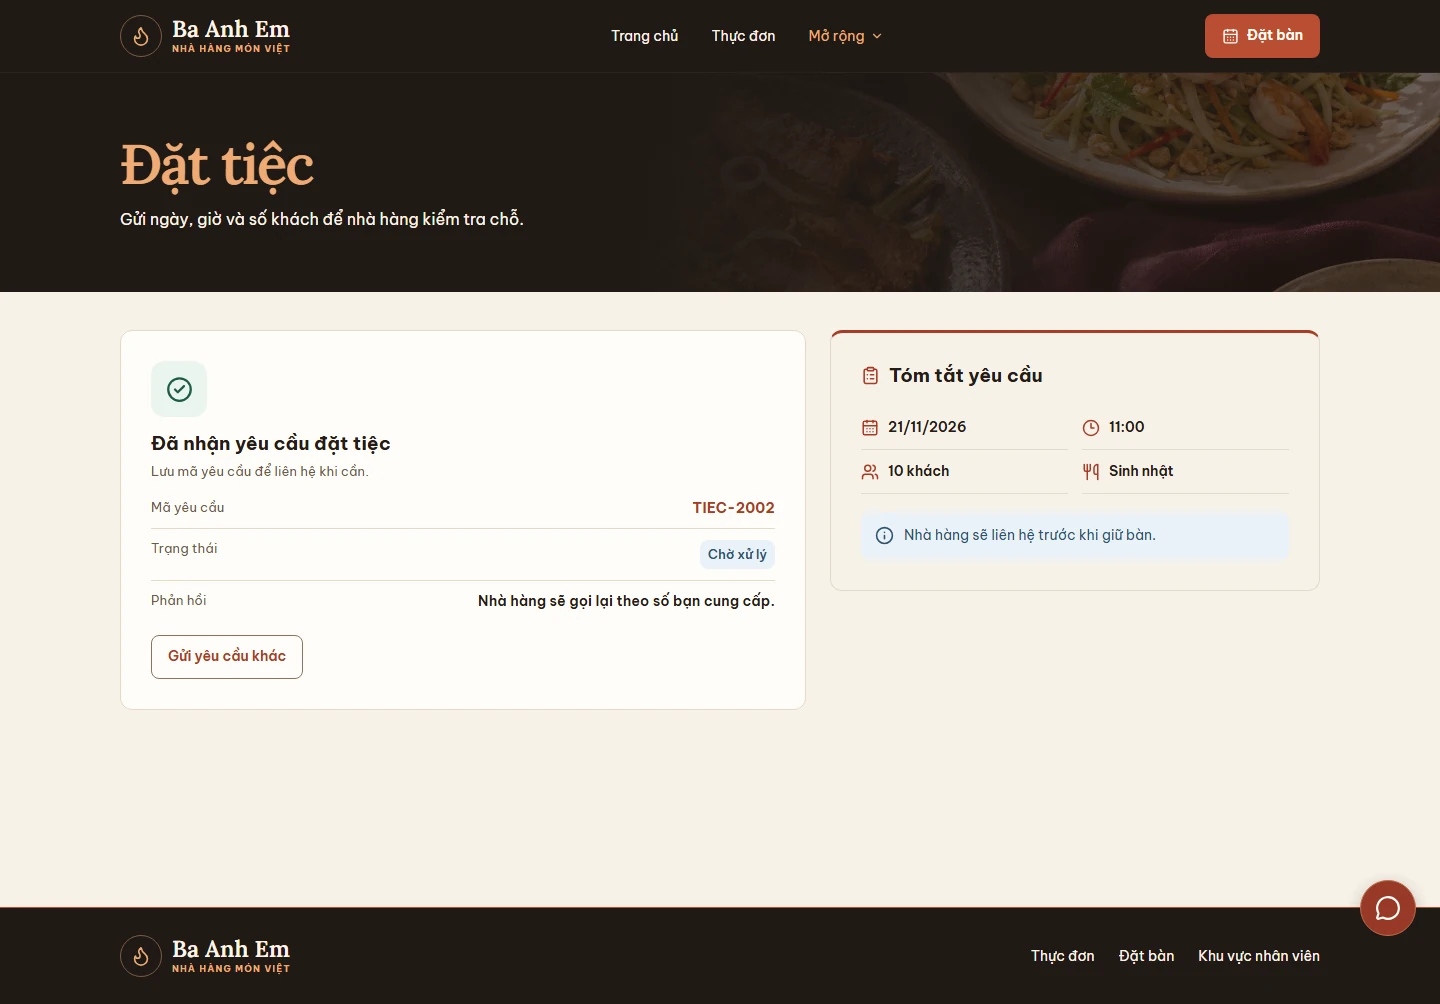 Ba Anh Em
NHÀ HÀNG MÓN VIỆT
Trang chủ
Thực đơn
Mở rộng
Đặt bàn
Đặt tiệc
Gửi ngày, giờ và số khách để nhà hàng kiểm tra chỗ.
Đã nhận yêu cầu đặt tiệc
Lưu mã yêu cầu để liên hệ khi cần.
Mã yêu cầu
TIEC-2002
Trạng thái
Chờ xử lý
Phản hồi
Nhà hàng sẽ gọi lại theo số bạn cung cấp.
Gửi yêu cầu khác
Tóm tắt yêu cầu
21/11/2026
11:00
10 khách
Sinh nhật
Nhà hàng sẽ liên hệ trước khi giữ bàn.
Ba Anh Em
NHÀ HÀNG MÓN VIỆT
Thực đơn
Đặt bàn
Khu vực nhân viên